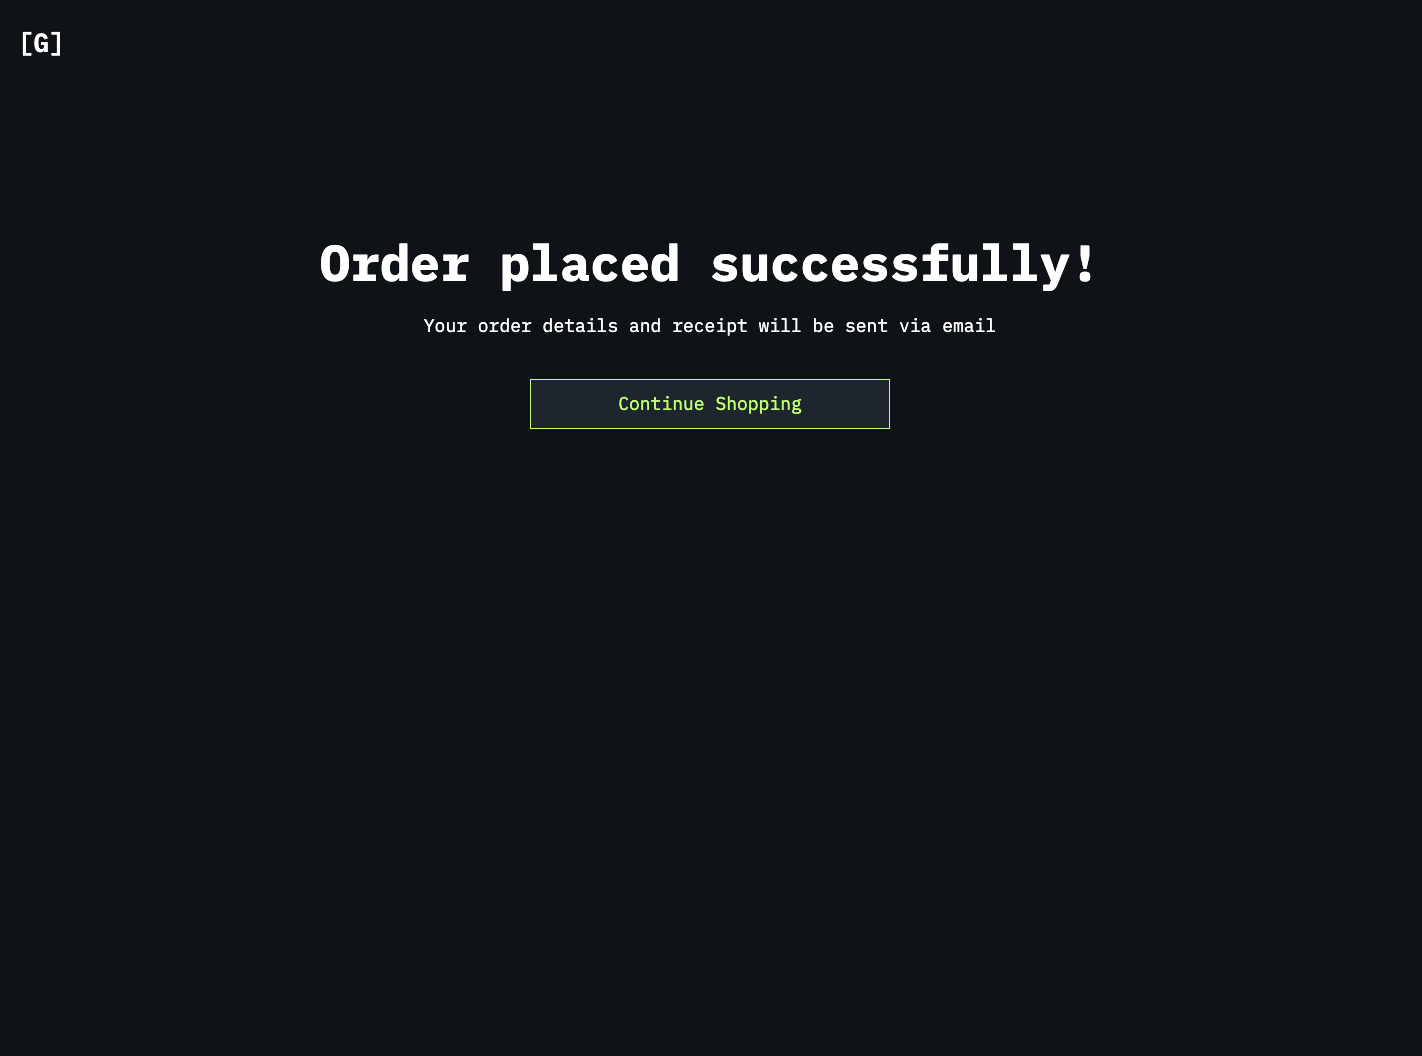 [G]
Order placed successfully!
Your order details and receipt will be sent via email
Continue Shopping